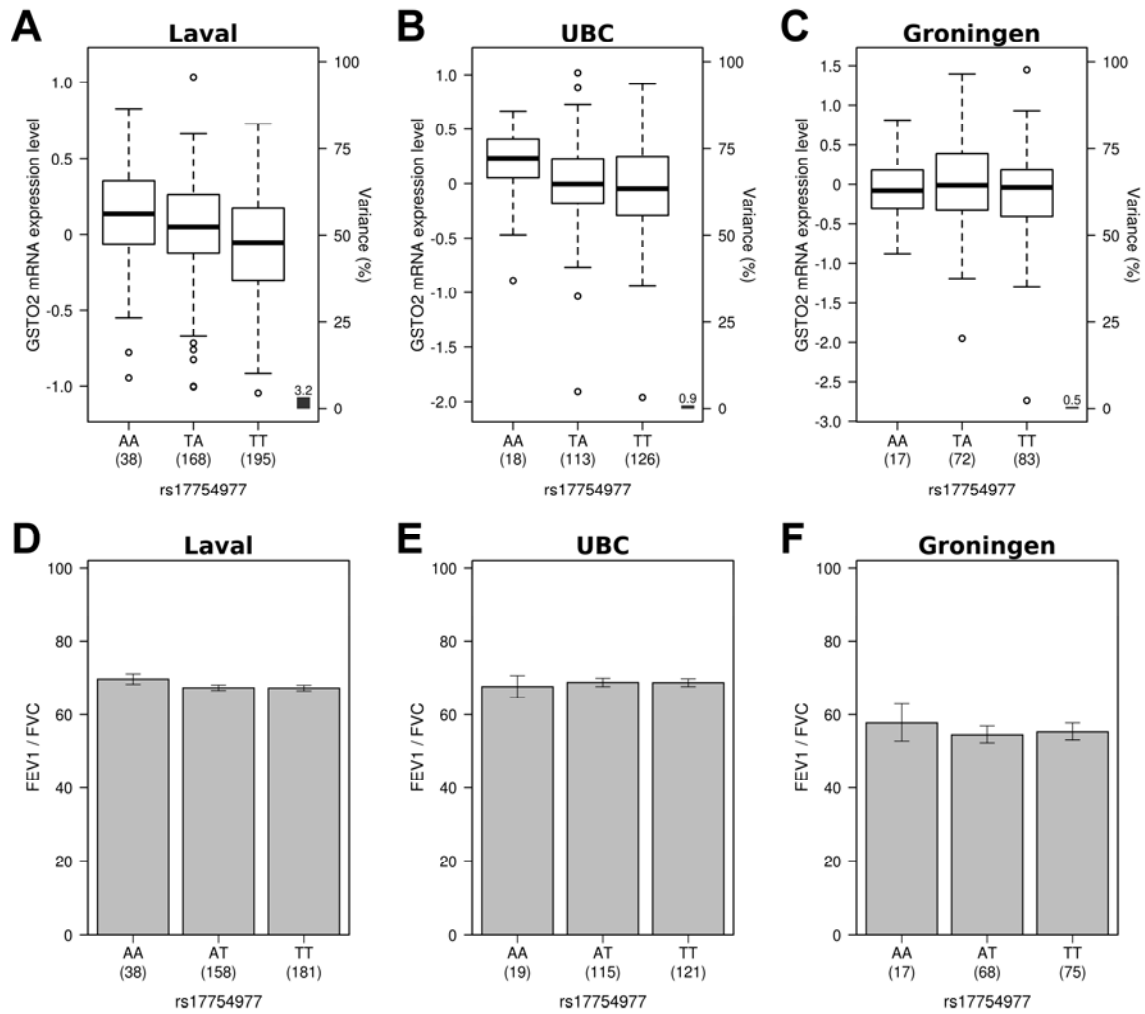 A
Laval
GSTO2 mRNA expression level
1.0
0.5
0
-0.5
-1.0
100
75
50
25
0
Variance (%)
3.2
AA TA TT
(38) (168) (195)
rs17754977
B
UBC
GSTO2 mRNA expression level
1.0
0.5
0
-0.5
-1.0
-1.5
-2.0
100
75
50
25
0
Variance (%)
0.9
AA TA TT
(18) (113) (126)
rs17754977
C
Groningen
GSTO2 mRNA expression level
1.5
1.0
0.5
0
-0.5
-1.0
-1.5
-2.0
-2.5
-3.0
100
75
50
25
0
Variance (%)
0.5
AA TA TT
(17) (72) (83)
rs17754977
D
Laval
FEV1 / FVC
100
80
60
40
20
0
AA AT TT
(38) (158) (181)
rs17754977
E
UBC
FEV1 / FVC
100
80
60
40
20
0
AA AT TT
(19) (115) (121)
rs17754977
F
Groningen
FEV1 / FVC
100
80
60
40
20
0
AA AT TT
(17) (68) (75)
rs17754977